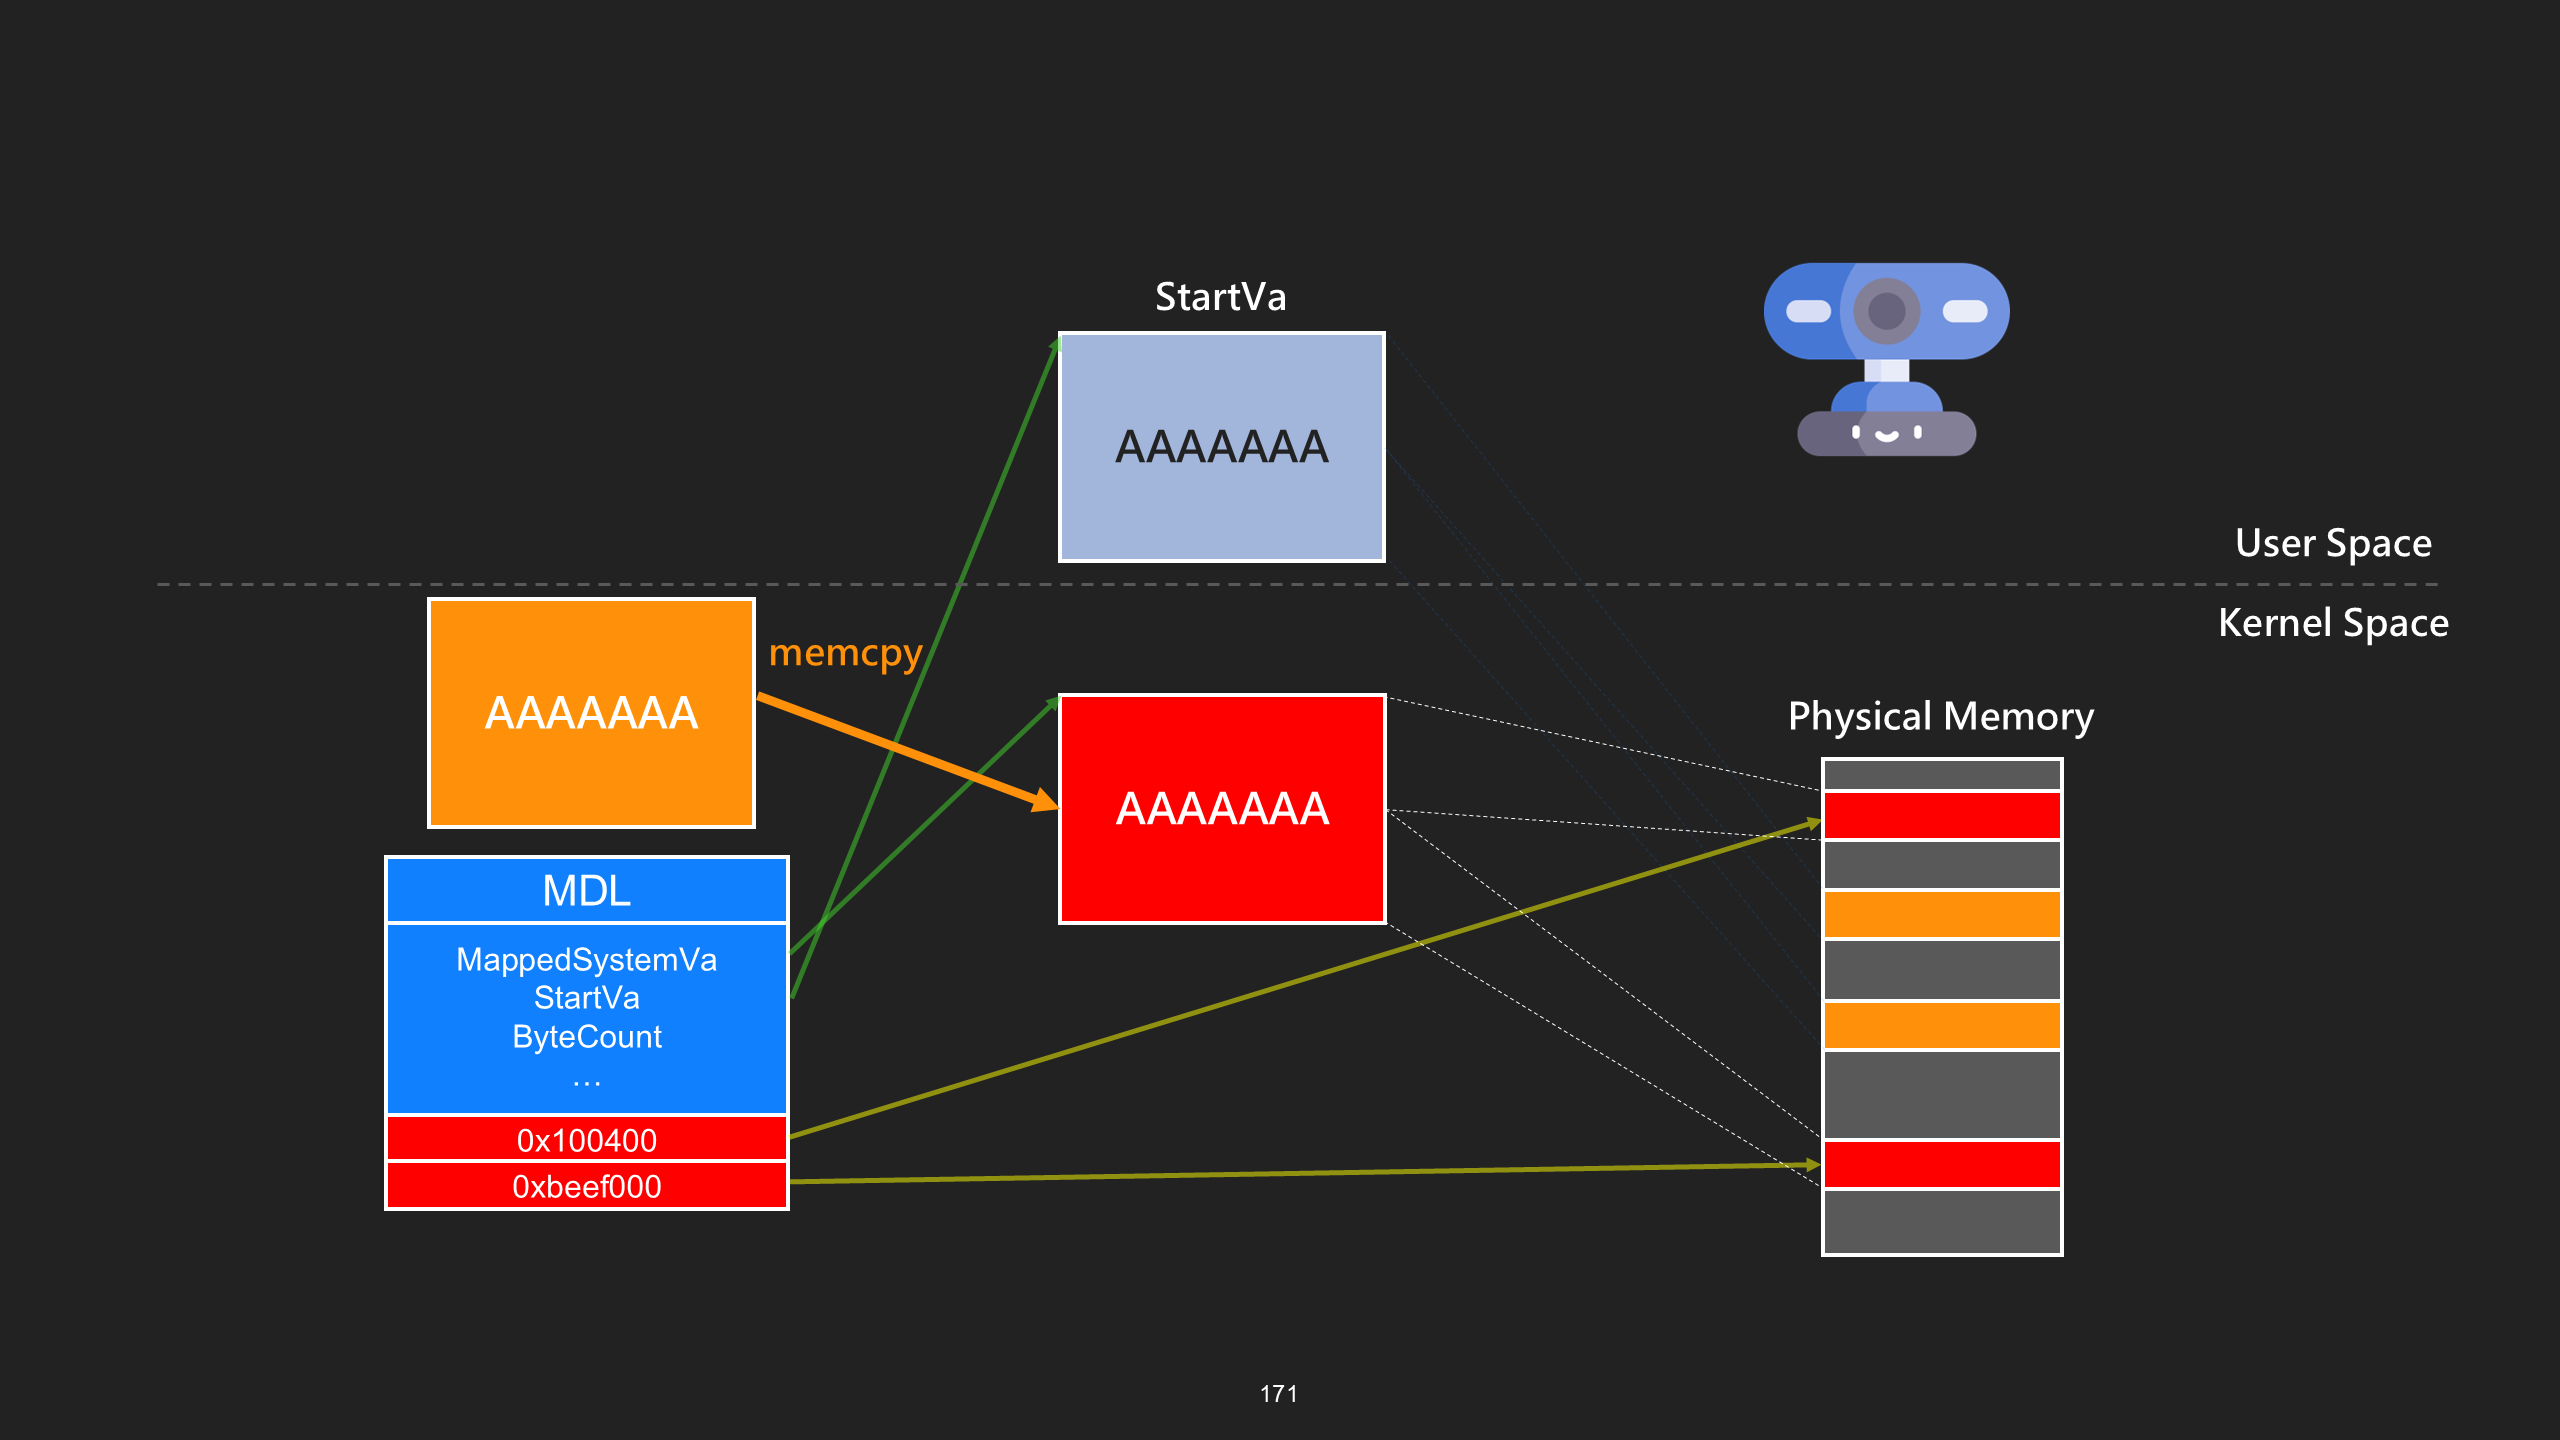 StartVa
AAAAAAA
User Space
Kernel Space
memcpy
AAAAAAA
AAAAAAA
Physical Memory
MDL
MappedSystemVa
StartVa
ByteCount
...
0x100400
0xbeef000
171